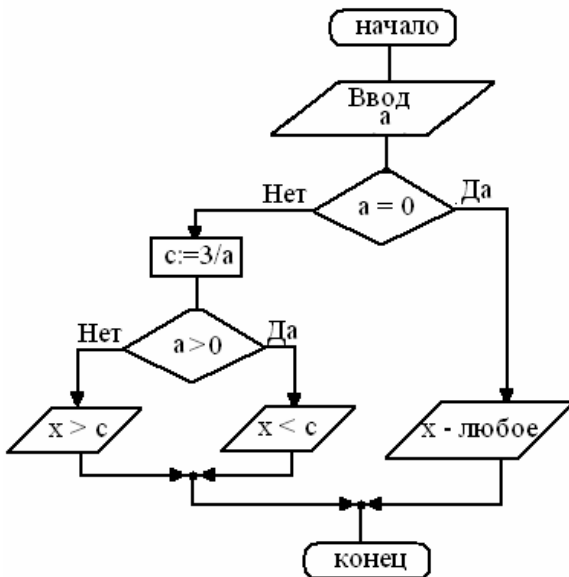 начало
Ввод
a
Нет
a = 0
Да
c:=3/a
Нет
a>0
Да
x > c
x < c
x - любое
конец